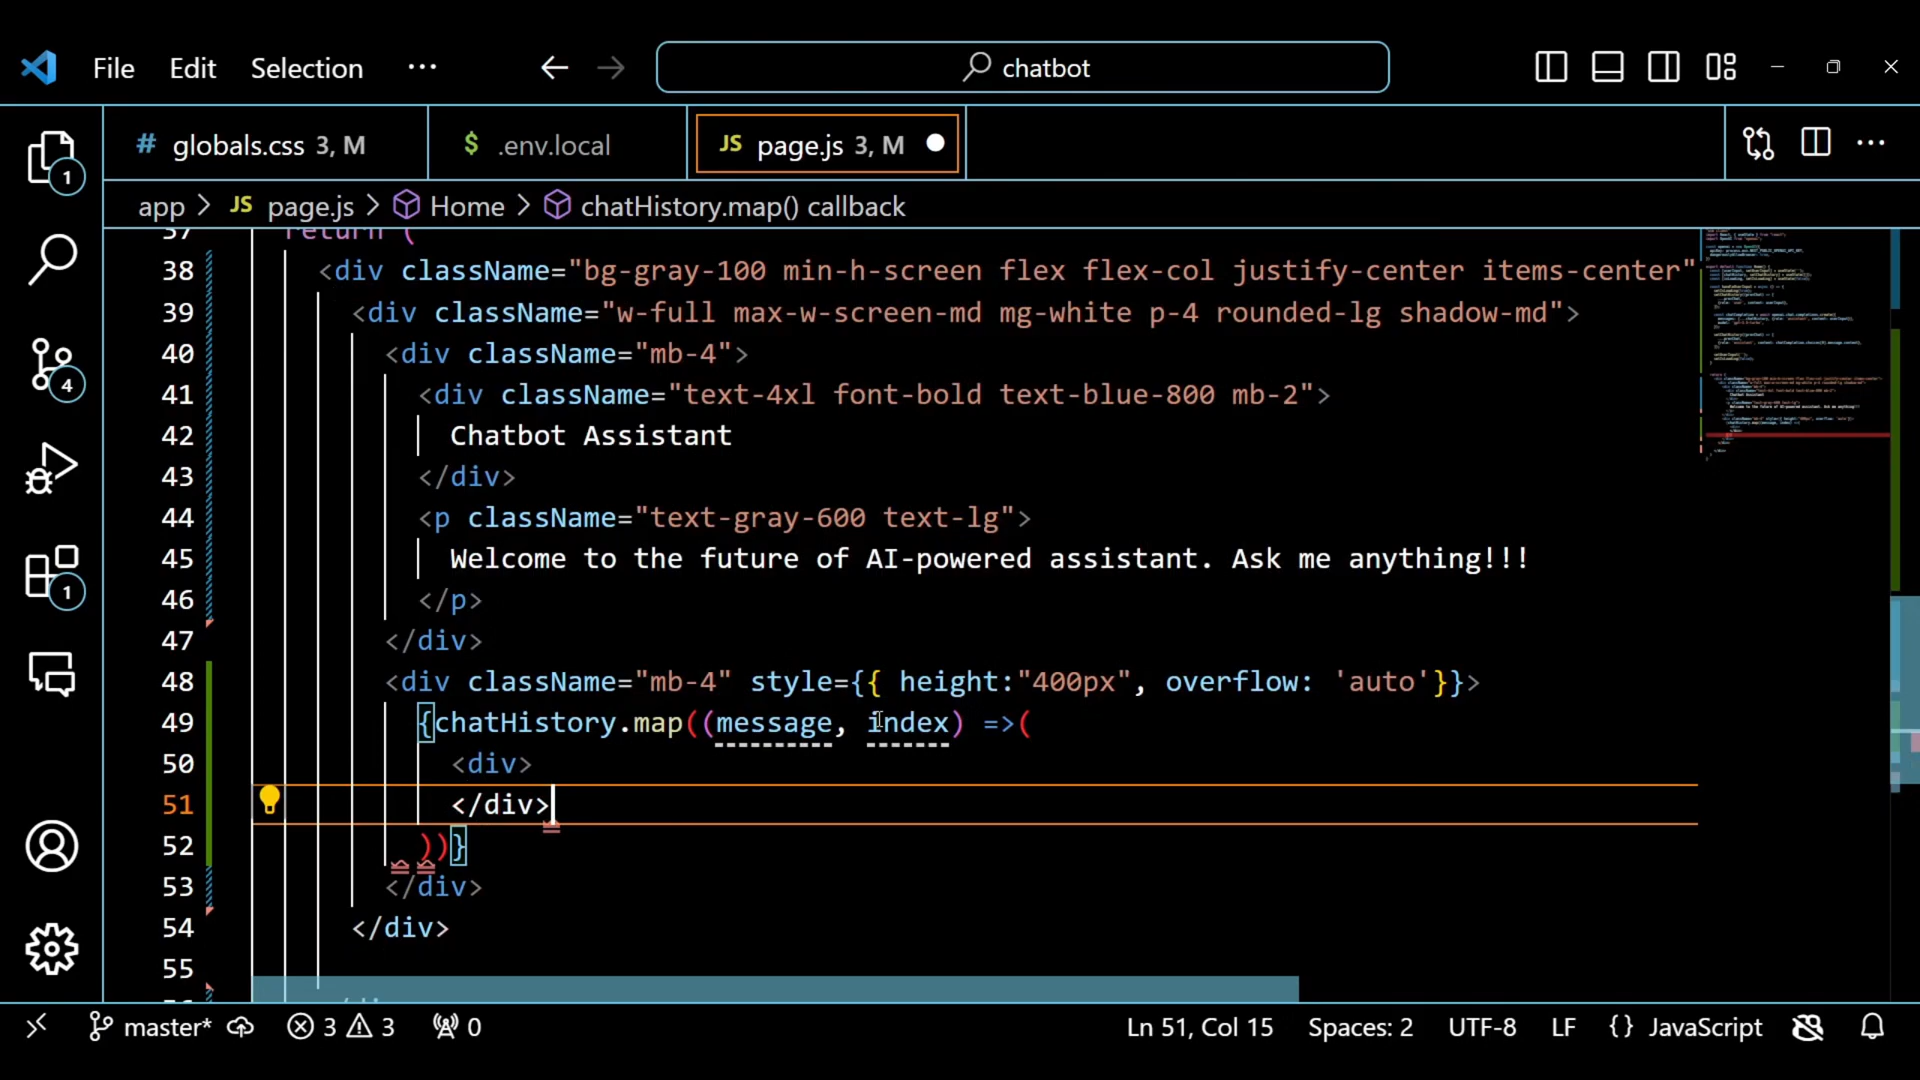 File Edit Selection ··· chatbot
# globals.css 3, M $ .env.local JS page.js 3, M
1
app > JS page.js > Home > chatHistory.map() callback
37 return (
38 <div className="bg-gray-100 min-h-screen flex flex-col justify-center items-center"
39 <div className="w-full max-w-screen-md mg-white p-4 rounded-lg shadow-md">
40 <div className="mb-4">
4
41 <div className="text-4xl font-bold text-blue-800 mb-2">
42 Chatbot Assistant
43 </div>
44 <p className="text-gray-600 text-lg">
45 Welcome to the future of AI-powered assistant. Ask me anything!!!
1
46 </p>
47 </div>
48 <div className="mb-4" style={{ height:"400px", overflow: 'auto'}}>
49 {chatHistory.map((message, index) =>(
50 <div>
51 </div>
52 ))}
53 </div>
54 </div>
55
master* 3 3 0 Ln 51, Col 15 Spaces: 2 UTF-8 LF {} JavaScript